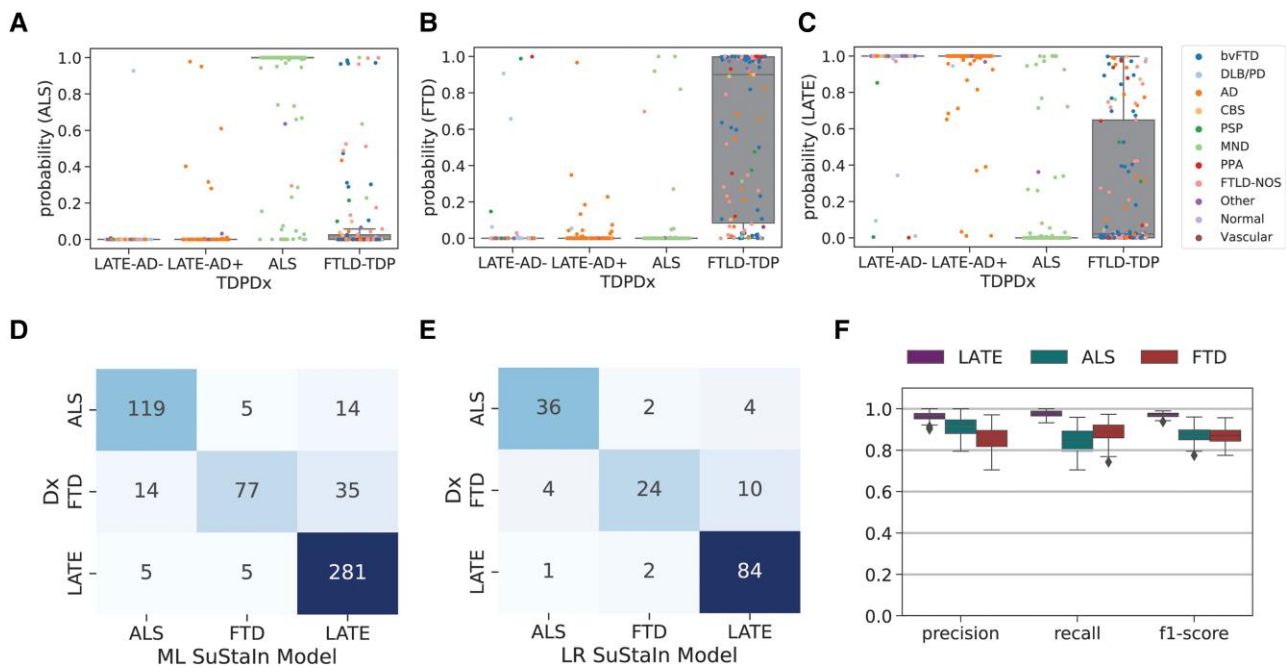 A
probability (ALS)
1.0
0.8
0.6
0.4
0.2
0.0
LATE-AD- LATE-AD+ ALS FTLD-TDP
TDPDx
B
probability (FTD)
1.0
0.8
0.6
0.4
0.2
0.0
LATE-AD- LATE-AD+ ALS FTLD-TDP
TDPDx
C
probability (LATE)
1.0
0.8
0.6
0.4
0.2
0.0
LATE-AD- LATE-AD+ ALS FTLD-TDP
TDPDx
bvFTD
DLB/PD
AD
CBS
PSP
MND
PPA
FTLD-NOS
Other
Normal
Vascular
D
Dx
ALS 119 5 14
FTD 14 77 35
LATE 5 5 281
ALS FTD LATE
ML SuStaIn Model
E
Dx
ALS 36 2 4
FTD 4 24 10
LATE 1 2 84
ALS FTD LATE
LR SuStaIn Model
F
LATE ALS FTD
1.0
0.8
0.6
0.4
0.2
0.0
precision recall f1-score